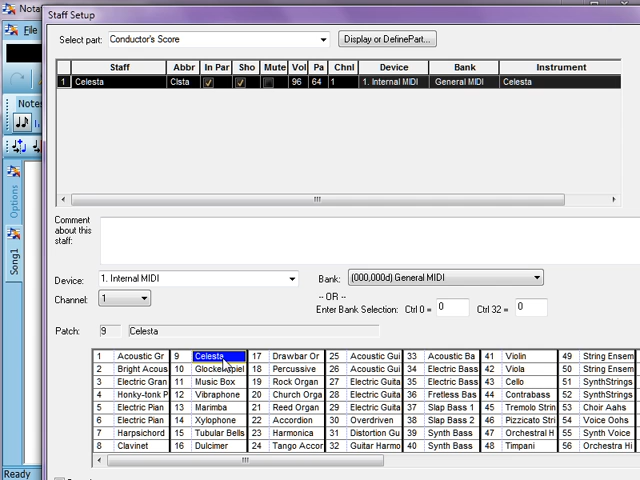 Notat
Staff Setup
File
Select part: Conductor's Score Display or DefinePart...
Staff Abbr In Par Sho Mute Vol Pa Chnl Device Bank Instrument
1 Celesta Clsta 96 64 1 1. Internal MIDI General MIDI Celesta
Notes
Options
Song1
Comment
about this
staff:
Device: 1. Internal MIDI Bank: (000,000d) General MIDI
Channel: 1 -- OR --
Enter Bank Selection: Ctrl 0 = 0 Ctrl 32 = 0
Patch: 9 Celesta
1 Acoustic Gr 9 Celesta 17 Drawbar Or 25 Acoustic Gui 33 Acoustic Ba 41 Violin 49 String Ensem
2 Bright Acous 10 Glockenspiel 18 Percussive 26 Acoustic Gui 34 Electric Bass 42 Viola 50 String Ensem
3 Electric Gran 11 Music Box 19 Rock Organ 27 Electric Guita 35 Electric Bass 43 Cello 51 SynthStrings
4 Honky-tonk P 12 Vibraphone 20 Church Orga 28 Electric Guita 36 Fretless Bas 44 Contrabass 52 SynthStrings
5 Electric Pian 13 Marimba 21 Reed Organ 29 Electric Guita 37 Slap Bass 1 45 Tremolo Strin 53 Choir Aahs
6 Electric Pian 14 Xylophone 22 Accordion 30 Overdriven 38 Slap Bass 2 46 Pizzicato Stri 54 Voice Oohs
7 Harpsichord 15 Tubular Bells 23 Harmonica 31 Distortion Gu 39 Synth Bass 47 Orchestral H 55 Synth Voice
8 Clavinet 16 Dulcimer 24 Tango Accor 32 Guitar Harmo 40 Synth Bass 48 Timpani 56 Orchestra Hi
Ready